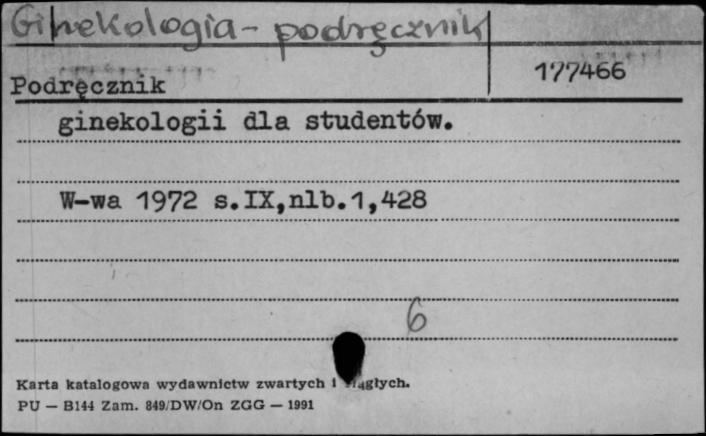 Ginekologia - podręcznik
177466
Podręcznik
ginekologii dla studentów.
W-wa 1972 s.IX,nlb.1,428
6
Karta katalogowa wydawnictw zwartych i ciągłych.
PU — B144 Zam. 849/DW/On ZGG — 1991